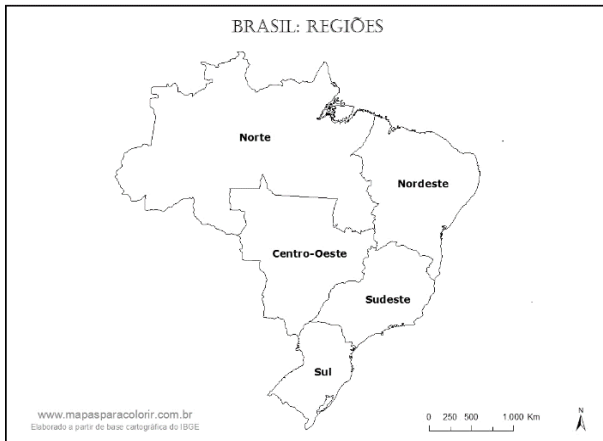 BRASIL: REGIÕES
Norte
Nordeste
Centro-Oeste
Sudeste
Sul
www.mapasparacolorir.com.br
Elaborado a partir de base cartográfica do IBGE
0 250 500 1.000 Km
N